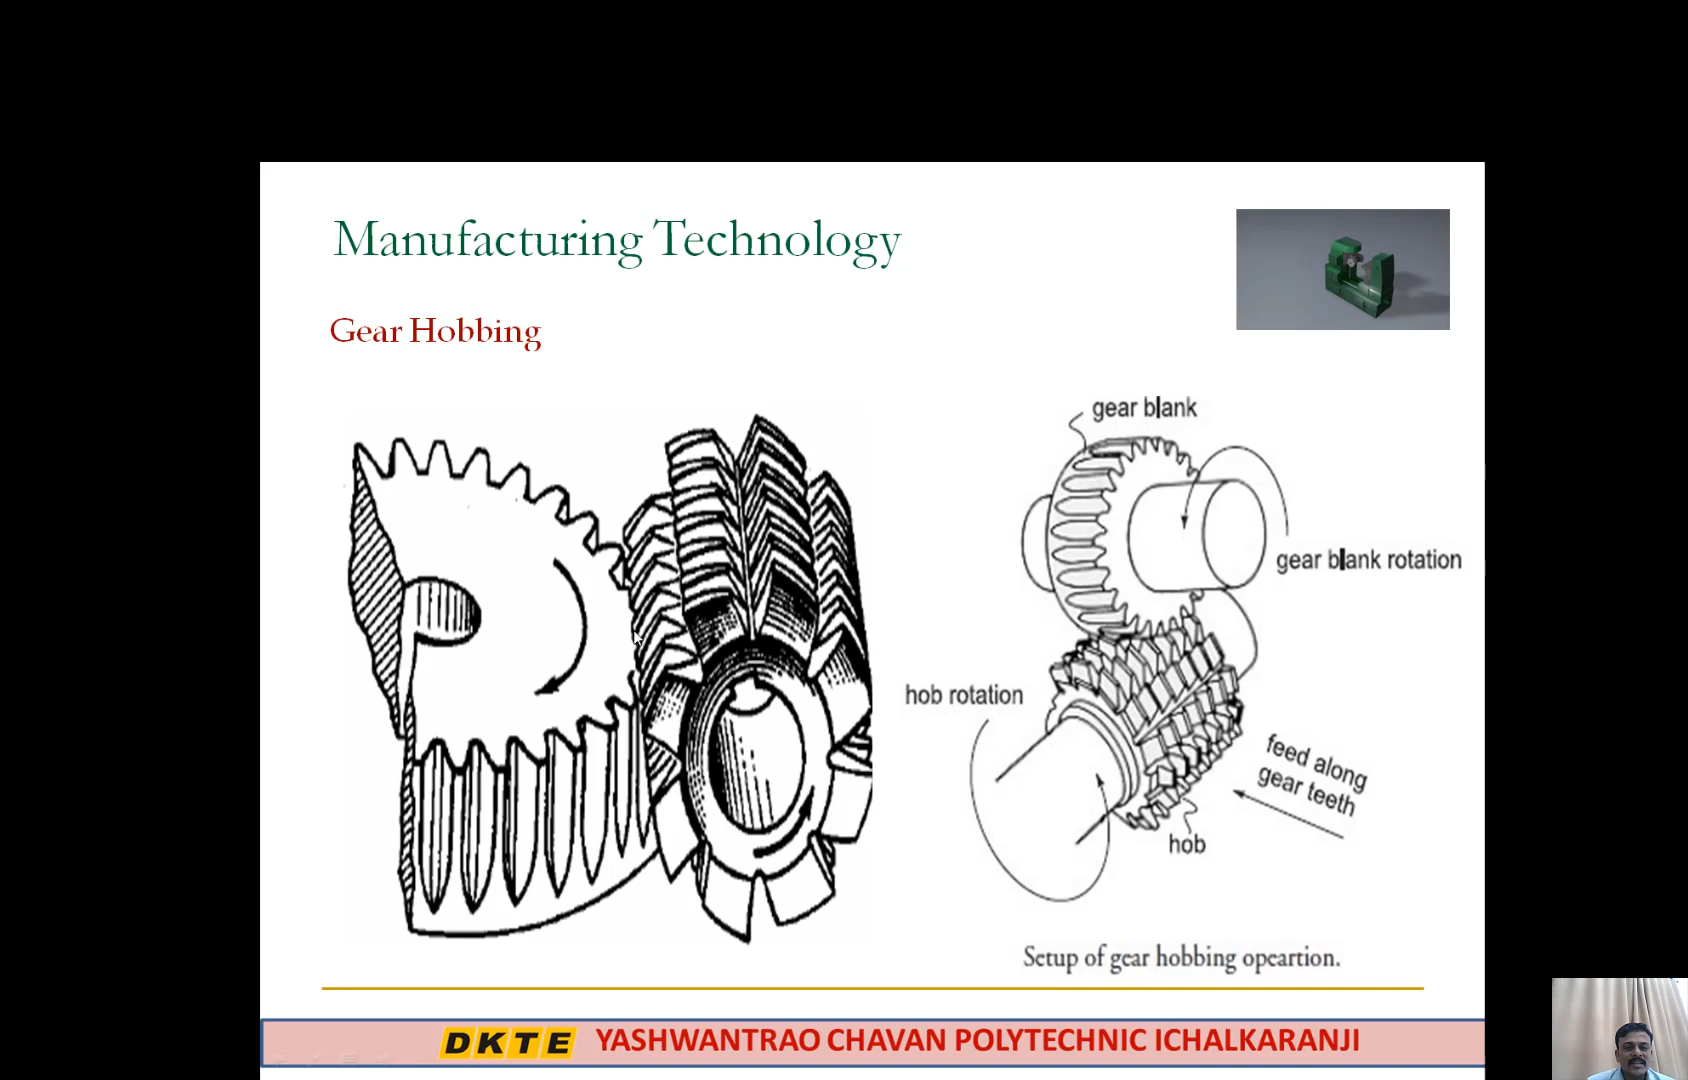 Manufacturing Technology
Gear Hobbing
gear blank
gear blank rotation
hob rotation
feed along
gear teeth
hob
Setup of gear hobbing opeartion.
DKTE YASHWANTRAO CHAVAN POLYTECHNIC ICHALKARANJI